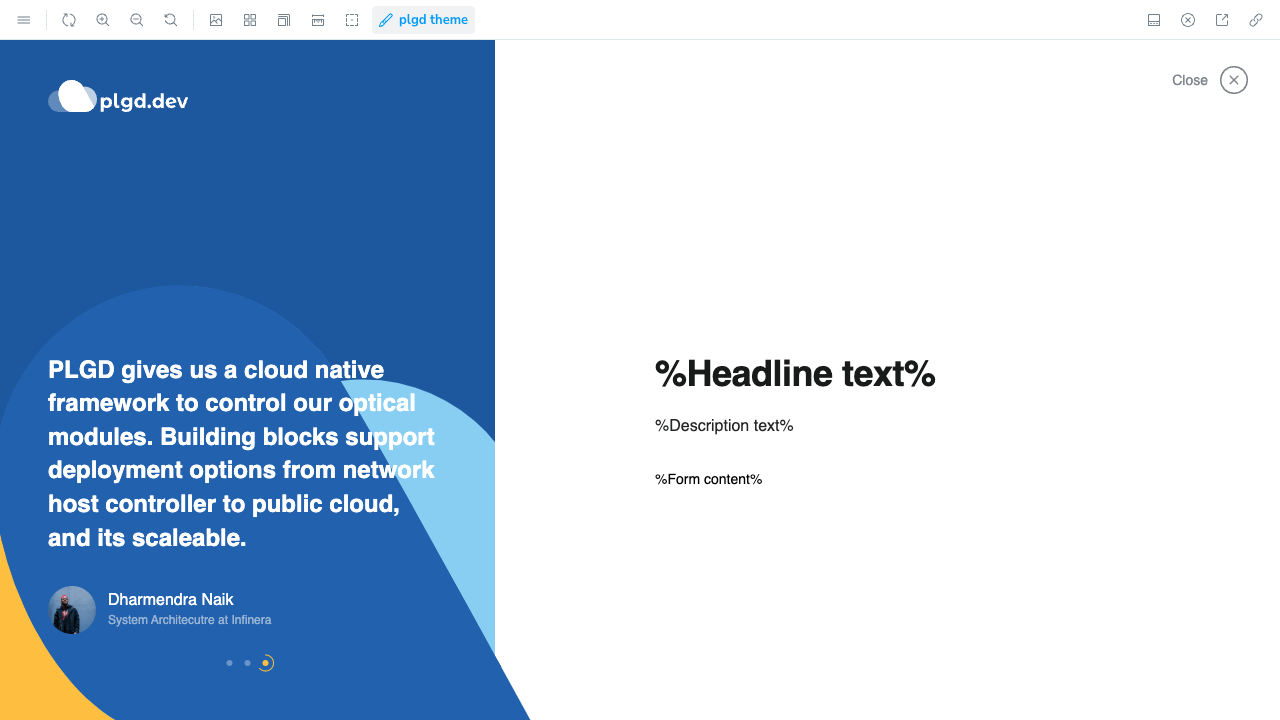 plgd theme
plgd.dev
Close
PLGD gives us a cloud native
framework to control our optical
modules. Building blocks support
deployment options from network
host controller to public cloud,
and its scaleable.
Dharmendra Naik
System Architecutre at Infinera
%Headline text%
%Description text%
%Form content%